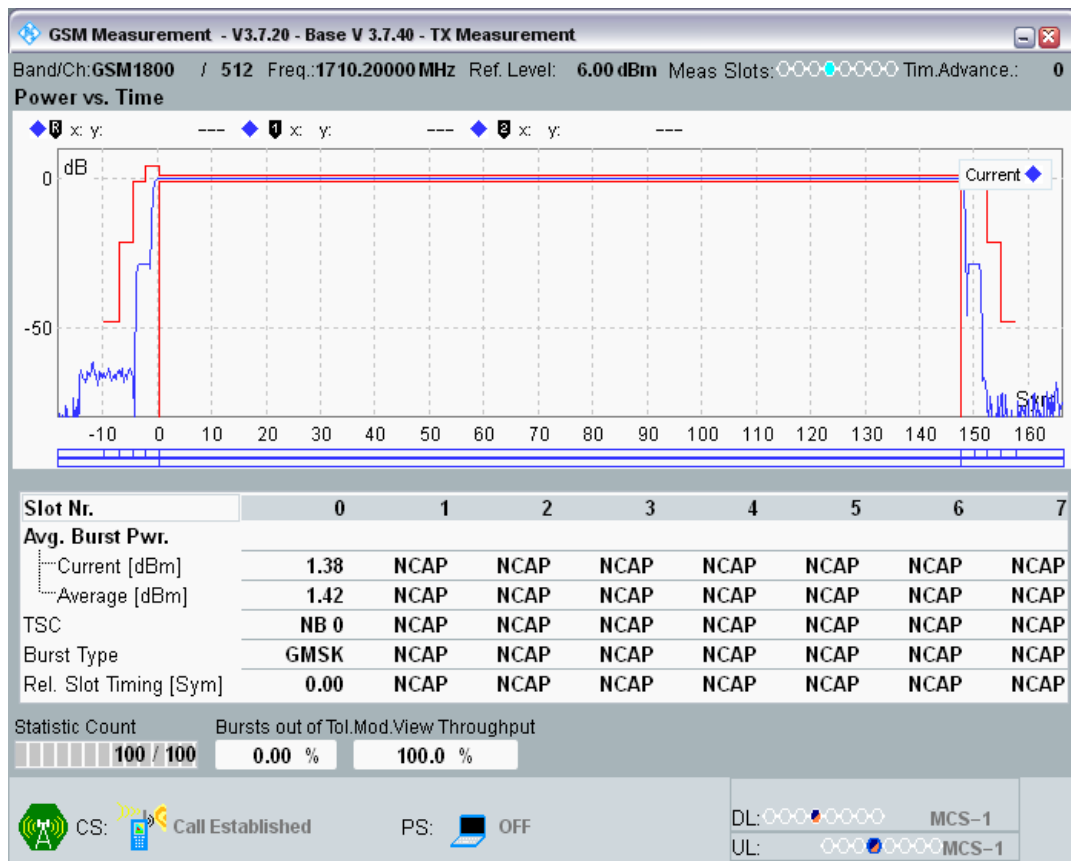 GSM Measurement - V3.7.20 - Base V 3.7.40 - TX Measurement
Band/Ch:GSM1800 / 512 Freq.:1710.20000 MHz Ref. Level: 6.00 dBm Meas Slots: Tim.Advance.: 0
Power vs. Time
R x: y: --- 1 x: y: --- 2 x: y: ---
dB
Current
0
-50
-10 0 10 20 30 40 50 60 70 80 90 100 110 120 130 140 150 160
Slot Nr. 0 1 2 3 4 5 6 7
Avg. Burst Pwr.
Current [dBm] 1.38 NCAP NCAP NCAP NCAP NCAP NCAP NCAP
Average [dBm] 1.42 NCAP NCAP NCAP NCAP NCAP NCAP NCAP
TSC NB 0 NCAP NCAP NCAP NCAP NCAP NCAP NCAP
Burst Type GMSK NCAP NCAP NCAP NCAP NCAP NCAP NCAP
Rel. Slot Timing [Sym] 0.00 NCAP NCAP NCAP NCAP NCAP NCAP NCAP
Statistic Count Bursts out of Tol.Mod.View Throughput
100 / 100 0.00 % 100.0 %
CS: Call Established PS: OFF
DL: MCS-1
UL: MCS-1